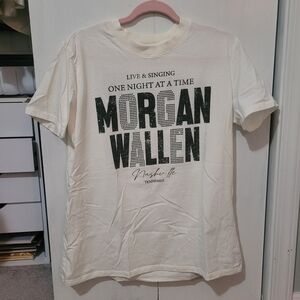 LIVE & SINGING
ONE NIGHT AT A TIME
MORGAN
WALLEN
Nashville
TENNESSEE